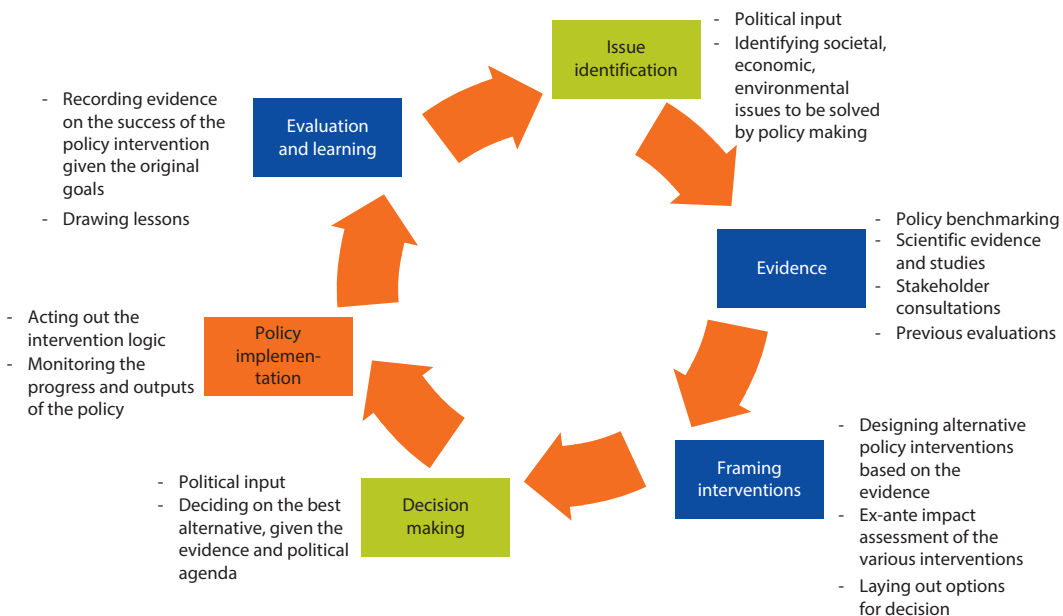 Issue
identification
- Political input
- Identifying societal,
economic,
environmental
issues to be solved
by policy making
Evidence
- Policy benchmarking
- Scientific evidence
and studies
- Stakeholder
consultations
- Previous evaluations
Framing
interventions
- Designing alternative
policy interventions
based on the
evidence
- Ex-ante impact
assessment of the
various interventions
- Laying out options
for decision
Decision
making
- Political input
- Deciding on the best
alternative, given the
evidence and political
agenda
Policy
implemen-
tation
- Acting out the
intervention logic
- Monitoring the
progress and outputs
of the policy
Evaluation
and learning
- Recording evidence
on the success of the
policy intervention
given the original
goals
- Drawing lessons